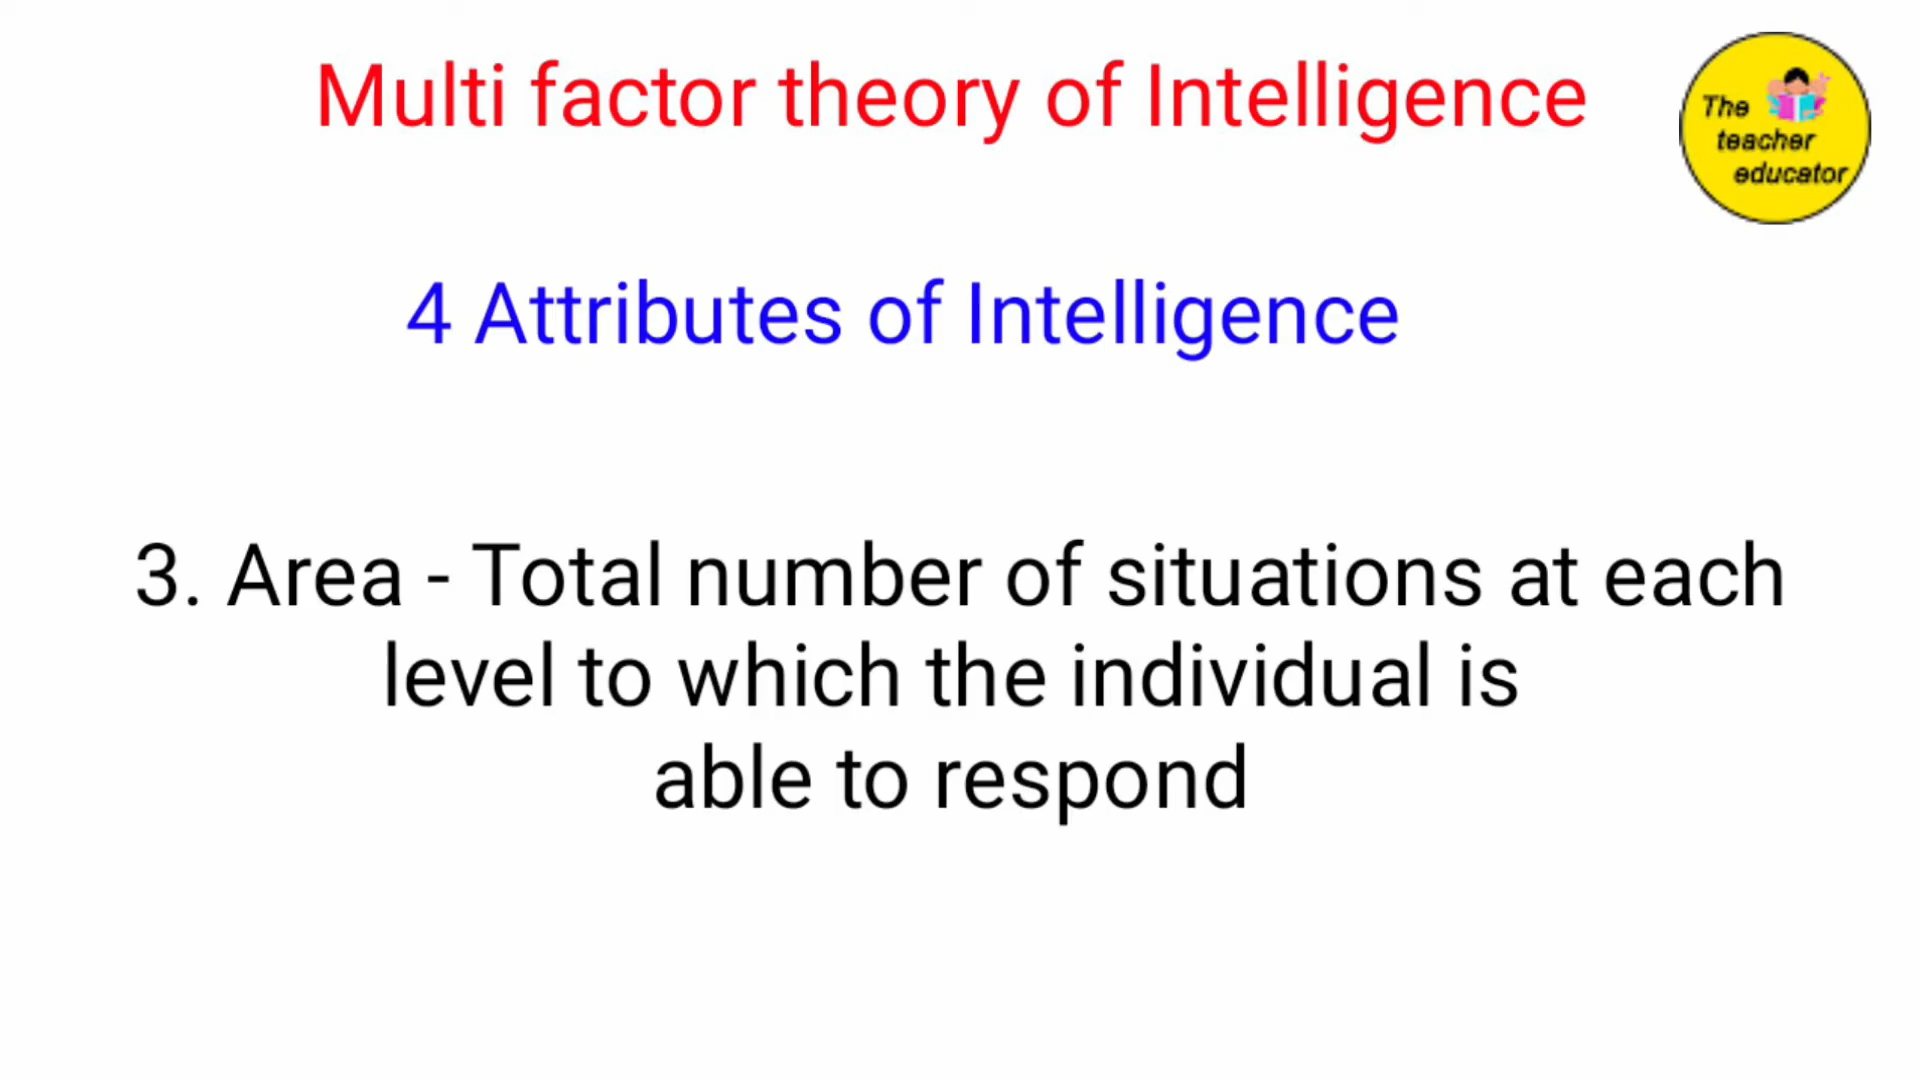 Multi factor theory of Intelligence
The
teacher
educator
4 Attributes of Intelligence
3. Area - Total number of situations at each
level to which the individual is
able to respond